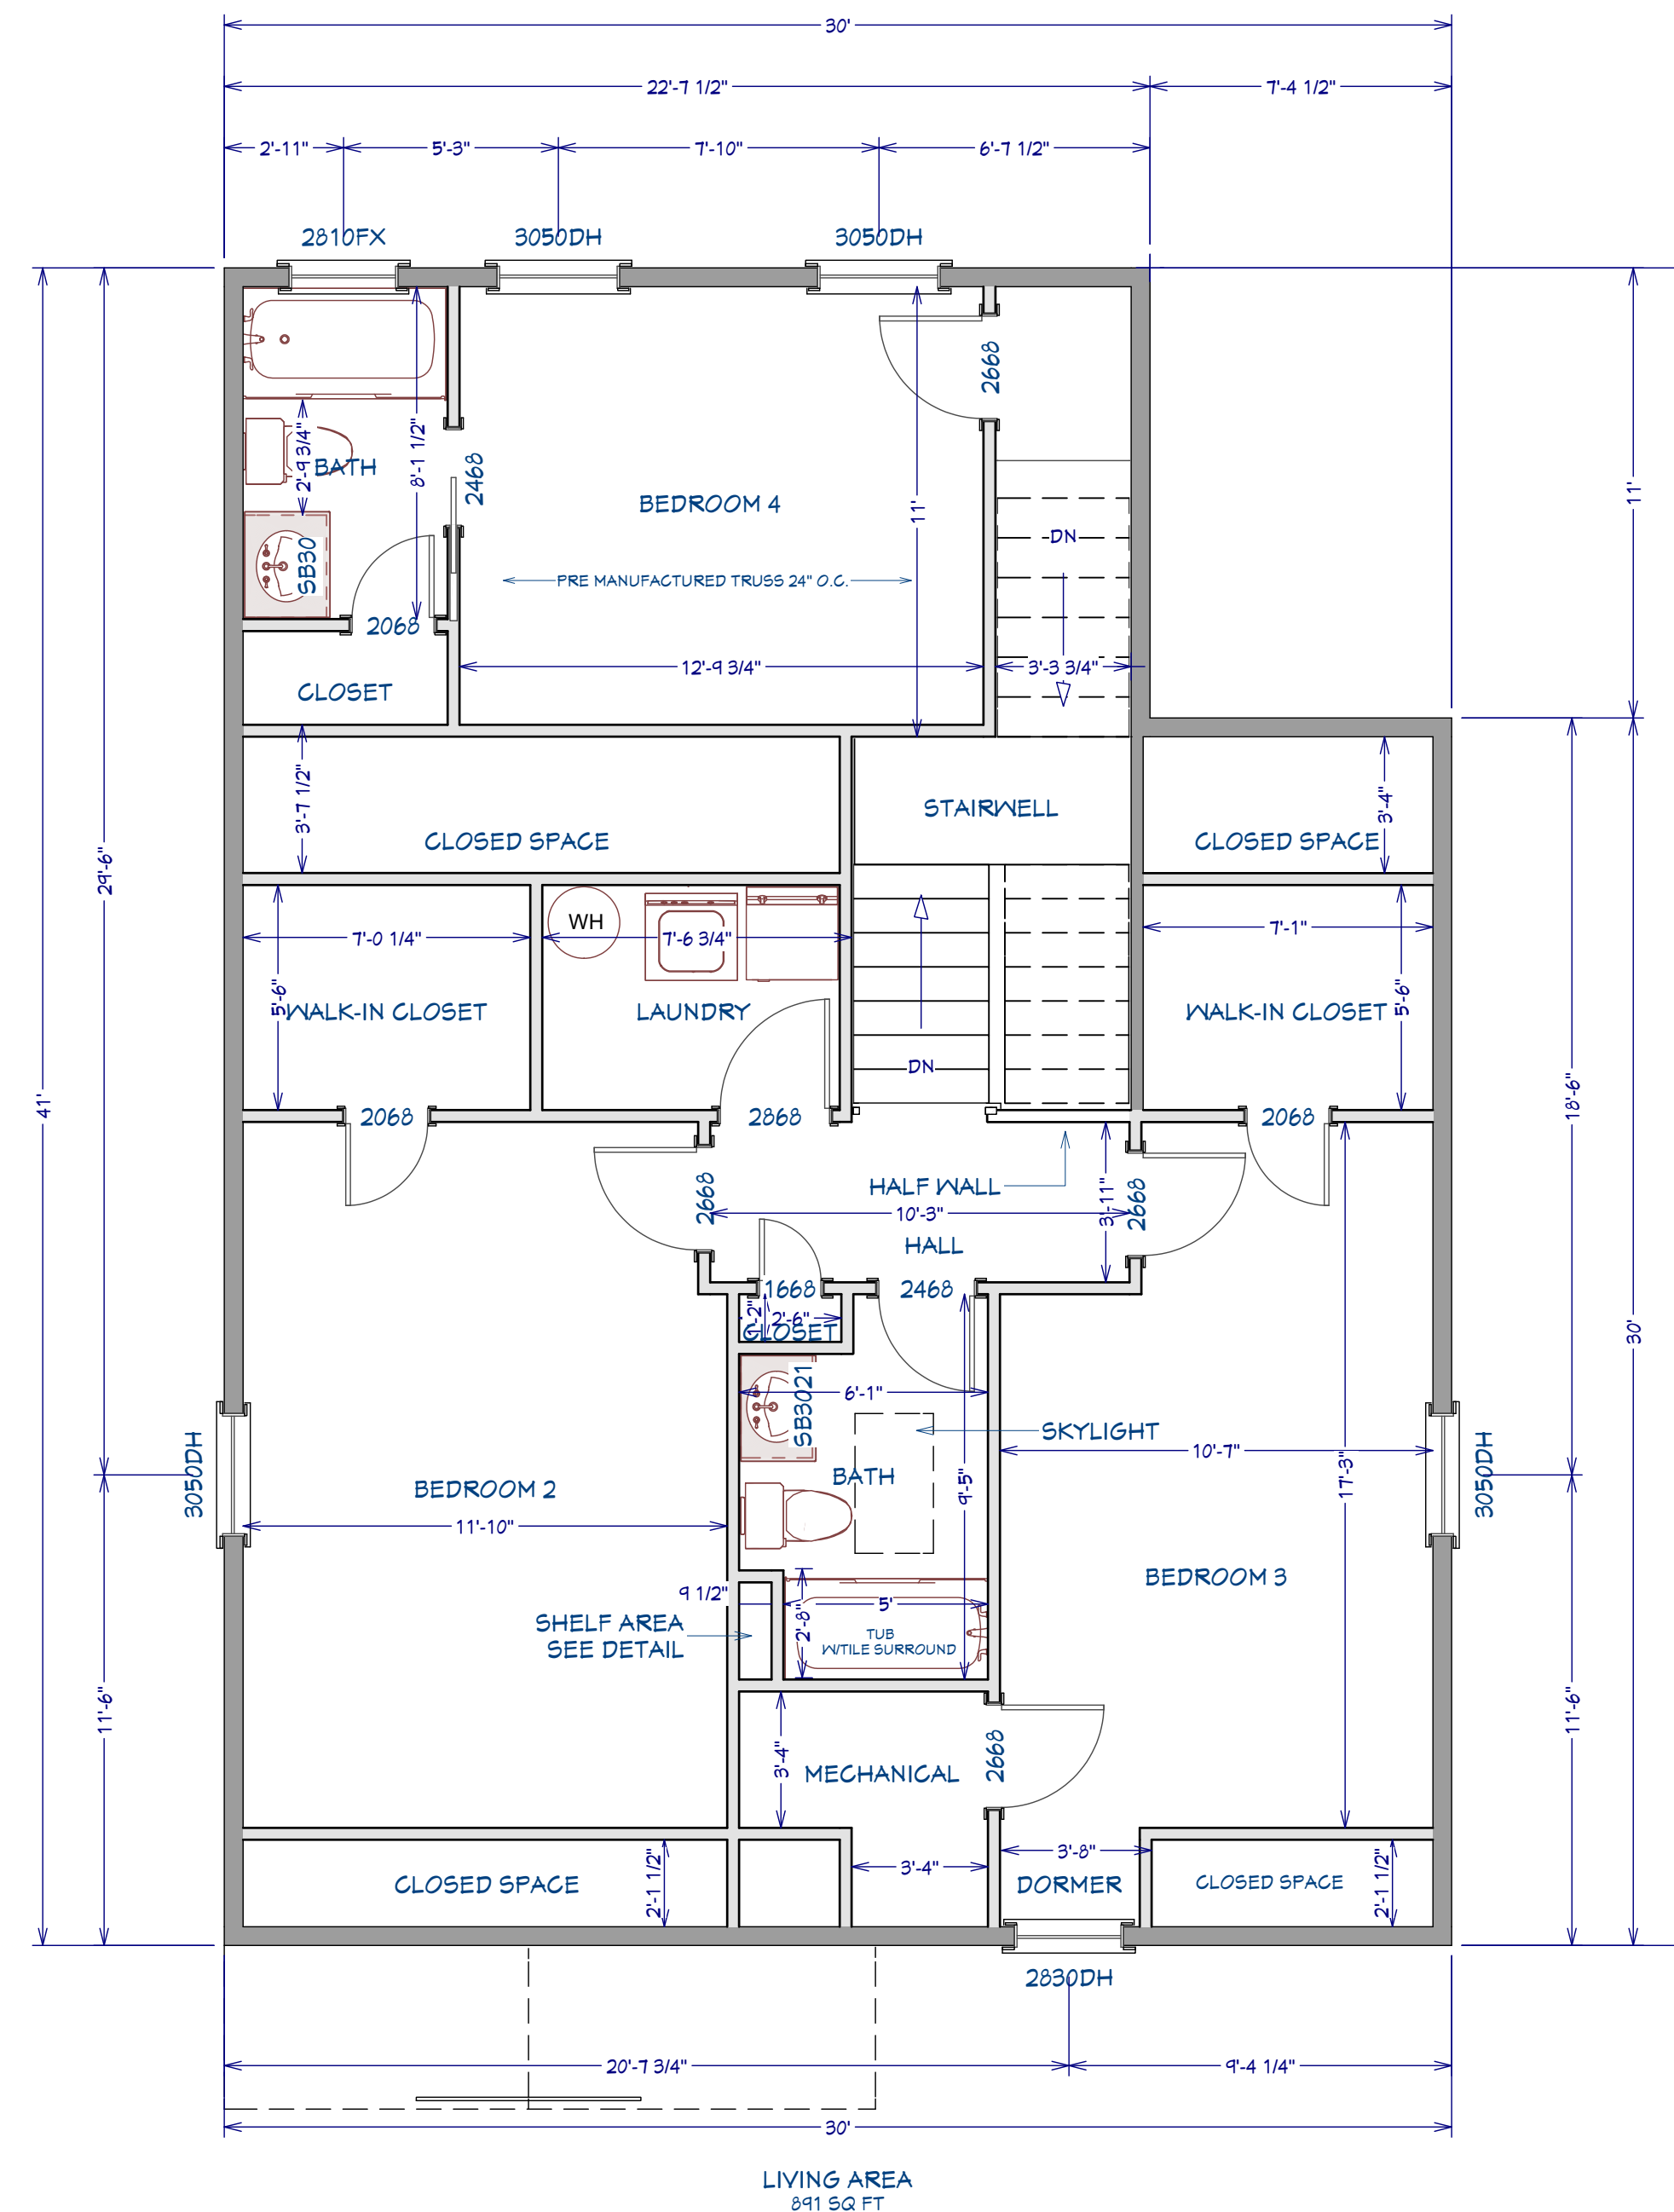 30'
22'-7 1/2"
7'-4 1/2"
2'-11"
5'-3"
7'-10"
6'-7 1/2"
2810FX
3050DH
3050DH
2668
2'-9 3/4"
BATH
8'-1 1/2"
2468
BEDROOM 4
11'
11'
DN
SB30
PRE MANUFACTURED TRUSS 24" O.C.
2068
12'-9 3/4"
3'-3 3/4"
CLOSET
3'-7 1/2"
STAIRWELL
3'-4"
CLOSED SPACE
CLOSED SPACE
29'-6"
WH
7'-0 1/4"
7'-6 3/4"
7'-1"
5'-6"
WALK-IN CLOSET
LAUNDRY
WALK-IN CLOSET
5'-6"
DN
41'
18'-6"
2068
2868
2068
HALF WALL
2668
10'-3"
3'-11"
2668
HALL
1668
2468
1'-2"
2'-6"
CLOSET
30'
6'-1"
SB3021
SKYLIGHT
3050DH
BATH
9'-5"
10'-7"
17'-3"
3050DH
BEDROOM 2
11'-10"
BEDROOM 3
9 1/2"
5'
2'-8"
SHELF AREA
SEE DETAIL
TUB
W/TILE SURROUND
11'-6"
11'-6"
3'-4"
MECHANICAL
2668
3'-8"
3'-4"
CLOSED SPACE
2'-1 1/2"
DORMER
CLOSED SPACE
2'-1 1/2"
2830DH
20'-7 3/4"
9'-4 1/4"
30'
LIVING AREA
891 SQ FT